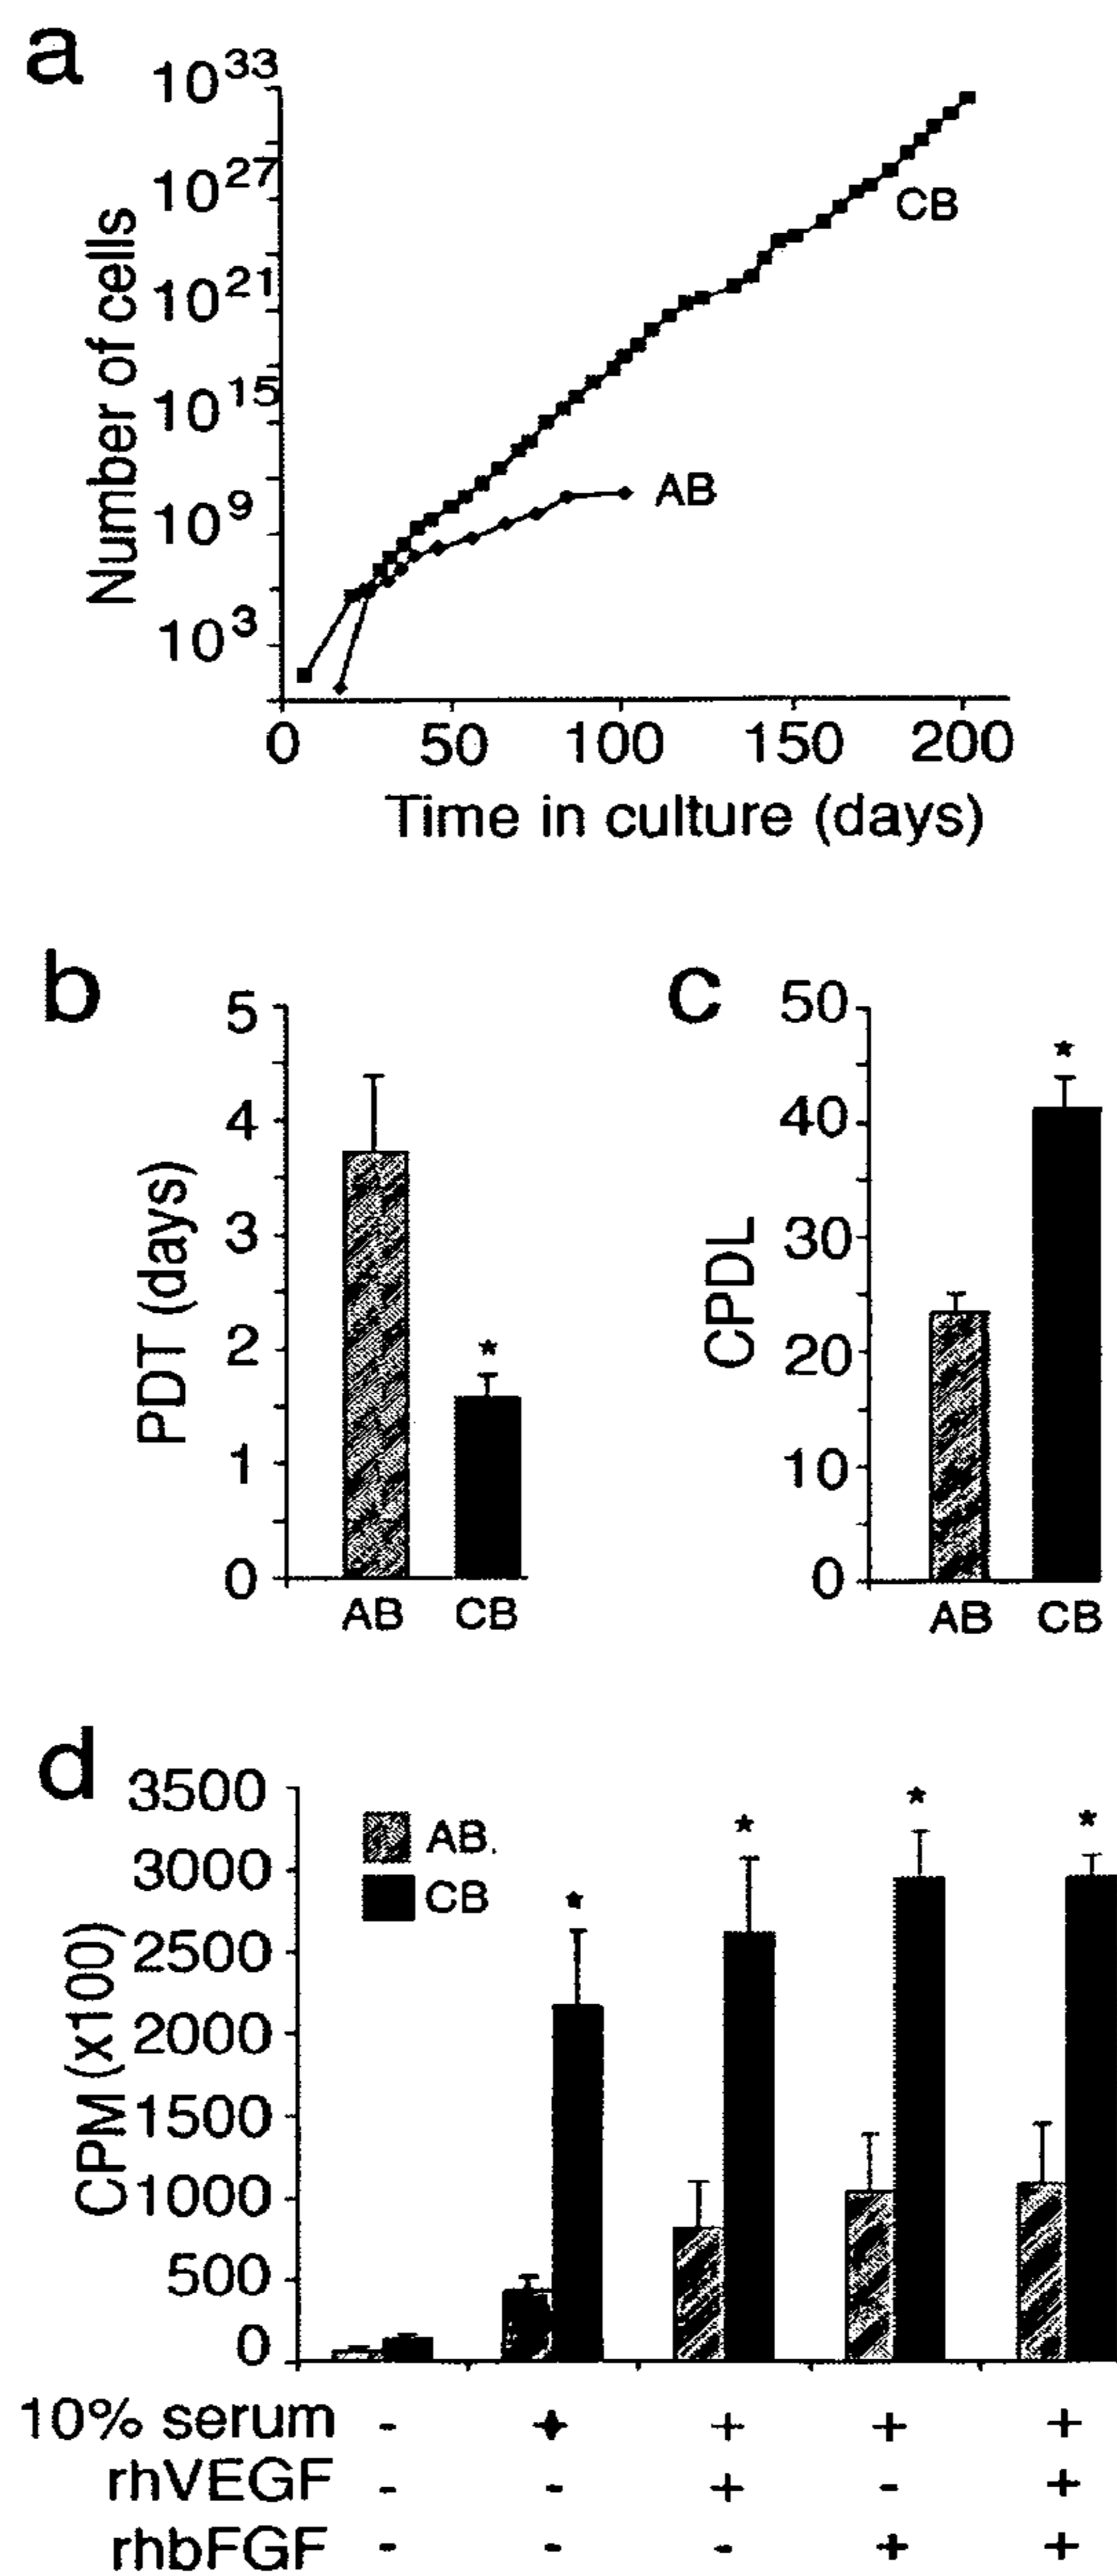 a
10³³
10²⁷
10²¹
10¹⁵
10⁹
10³
Number of cells
CB
AB
0 50 100 150 200
Time in culture (days)
b
5
4
3
2
1
0
PDT (days)
*
AB CB
c
50
40
30
20
10
0
CPDL
*
AB CB
d
3500
3000
2500
2000
1500
1000
500
0
CPM (x100)
AB.
CB
* * * *
10% serum - + + + +
rhVEGF - - + - +
rhbFGF - - - + +